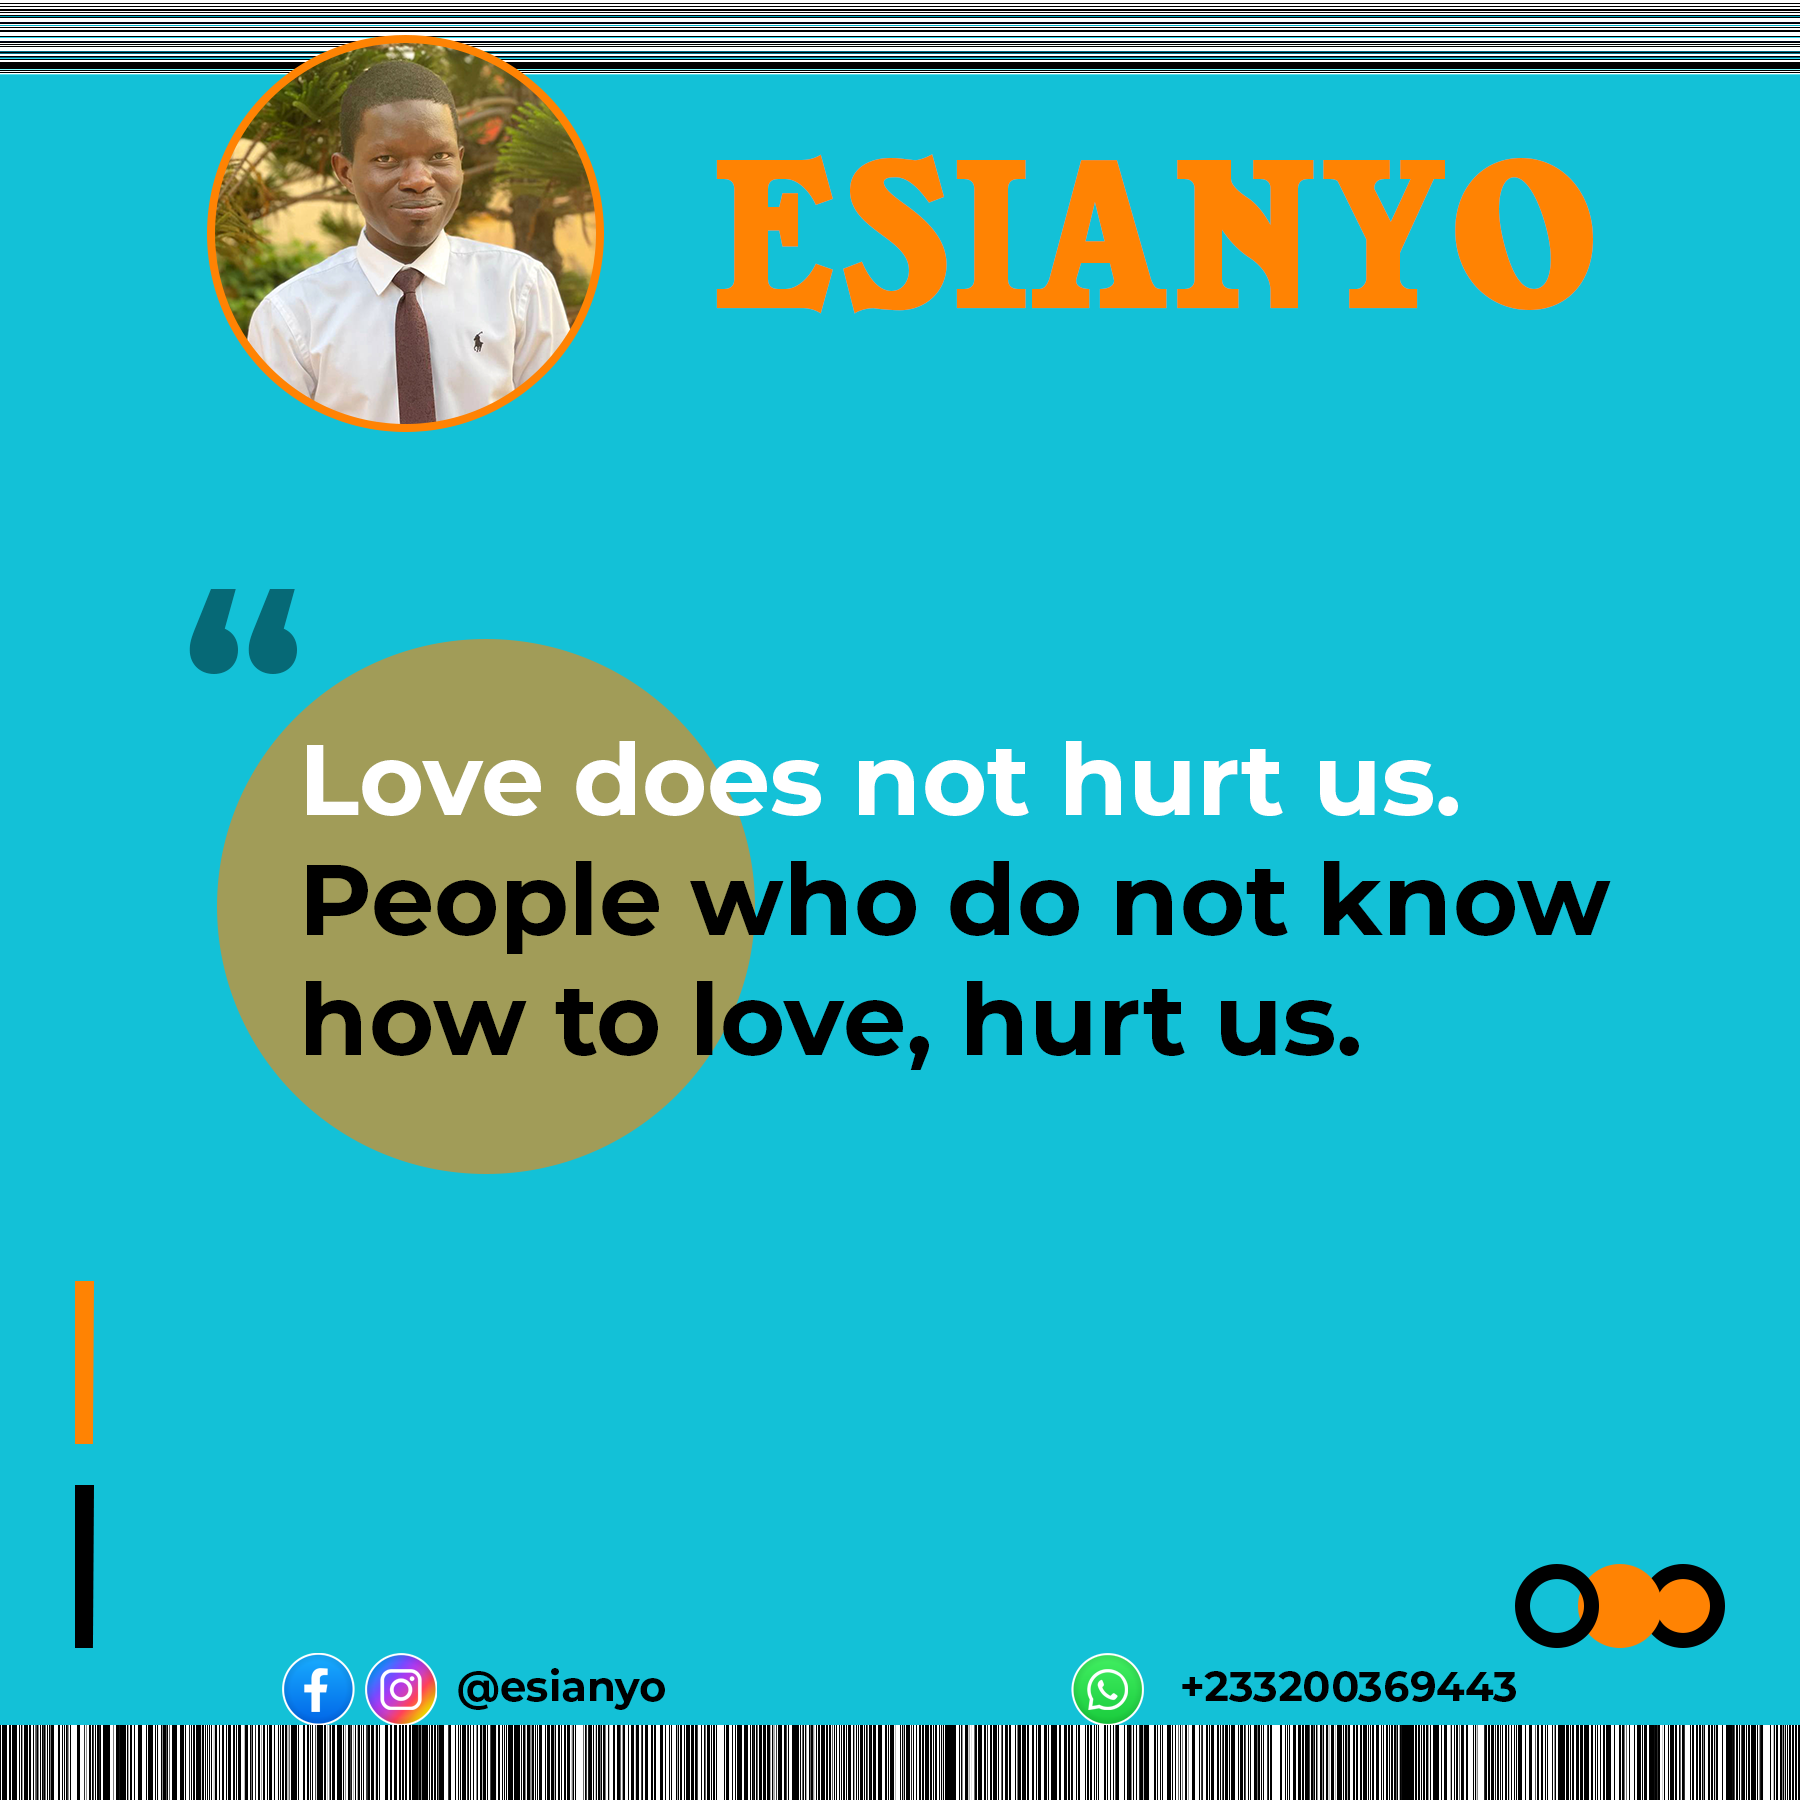 ESIANYO
“
Love does not hurt us.
People who do not know
how to love, hurt us.
@esianyo
+233200369443